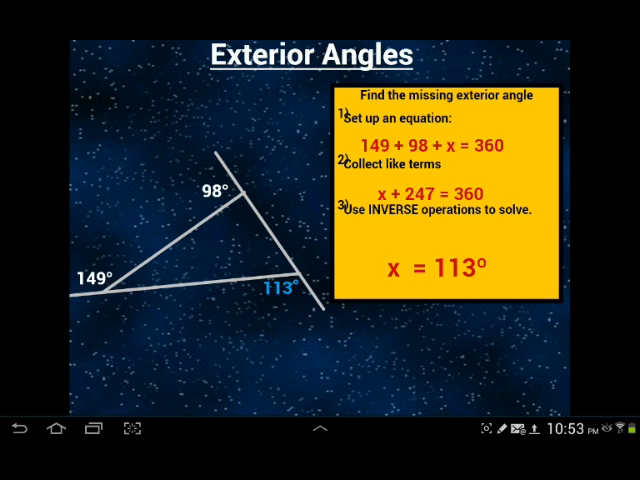 Exterior Angles
Find the missing exterior angle
1) Set up an equation:
149 + 98 + x = 360
2) Collect like terms
x + 247 = 360
3) Use INVERSE operations to solve.
x = 113°
98°
149°
113°
10:53 PM